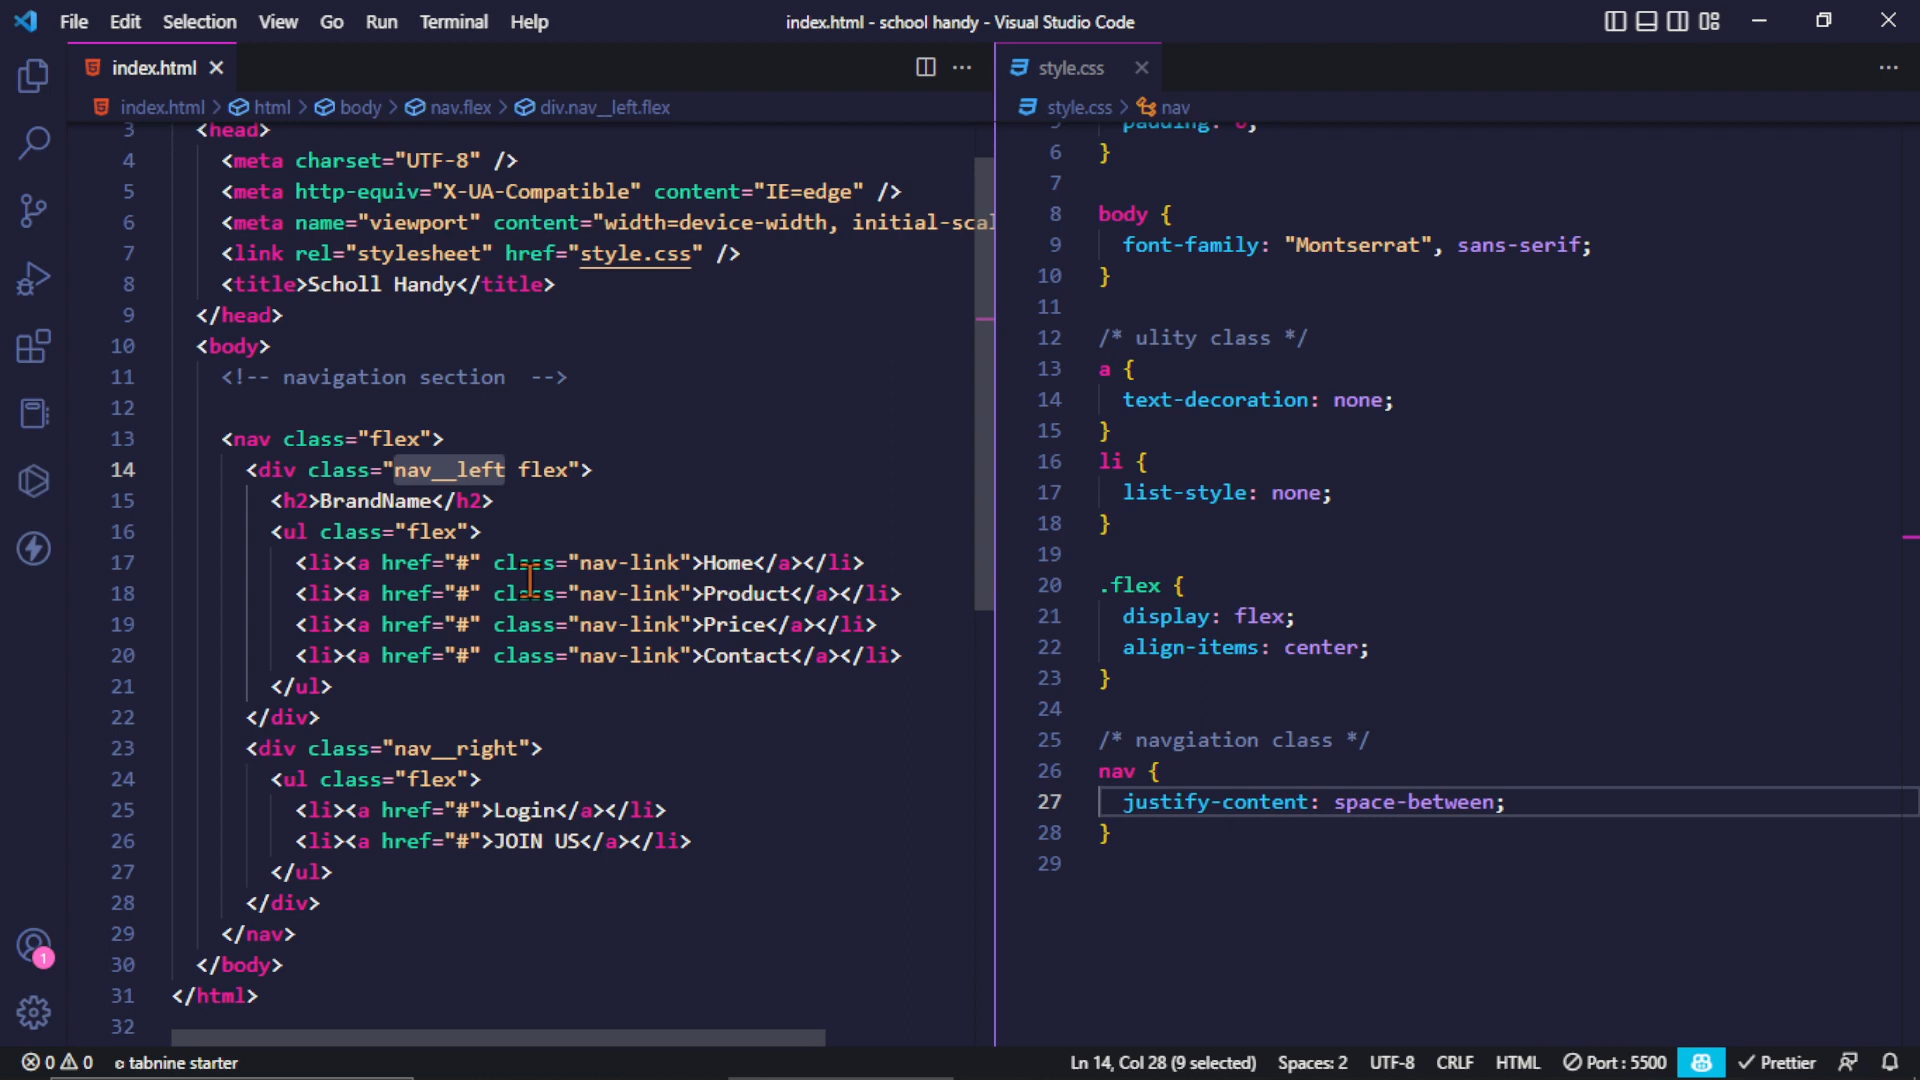 File Edit Selection View Go Run Terminal Help
index.html - school handy - Visual Studio Code
index.html
index.html > html > body > nav.flex > div.nav__left.flex
3 <head>
4 <meta charset="UTF-8" />
5 <meta http-equiv="X-UA-Compatible" content="IE=edge" />
6 <meta name="viewport" content="width=device-width, initial-scal
7 <link rel="stylesheet" href="style.css" />
8 <title>Scholl Handy</title>
9 </head>
10 <body>
11 <!-- navigation section -->
12
13 <nav class="flex">
14 <div class="nav__left flex">
15 <h2>BrandName</h2>
16 <ul class="flex">
17 <li><a href="#" class="nav-link">Home</a></li>
18 <li><a href="#" class="nav-link">Product</a></li>
19 <li><a href="#" class="nav-link">Price</a></li>
20 <li><a href="#" class="nav-link">Contact</a></li>
21 </ul>
22 </div>
23 <div class="nav__right">
24 <ul class="flex">
25 <li><a href="#">Login</a></li>
26 <li><a href="#">JOIN US</a></li>
27 </ul>
28 </div>
29 </nav>
30 </body>
31 </html>
32
style.css
style.css > nav
5 padding: 0;
6 }
7
8 body {
9 font-family: "Montserrat", sans-serif;
10 }
11
12 /* ulity class */
13 a {
14 text-decoration: none;
15 }
16 li {
17 list-style: none;
18 }
19
20 .flex {
21 display: flex;
22 align-items: center;
23 }
24
25 /* navgiation class */
26 nav {
27 justify-content: space-between;
28 }
29
1
0 0 tabnine starter
Ln 14, Col 28 (9 selected) Spaces: 2 UTF-8 CRLF HTML Port : 5500 Prettier